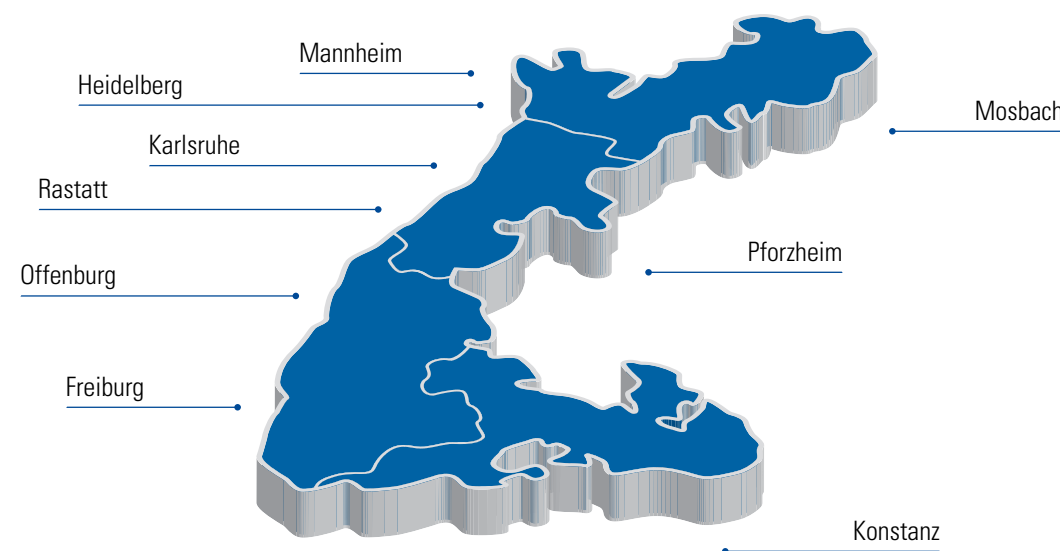 Mannheim
Heidelberg
Mosbach
Karlsruhe
Rastatt
Pforzheim
Offenburg
Freiburg
Konstanz